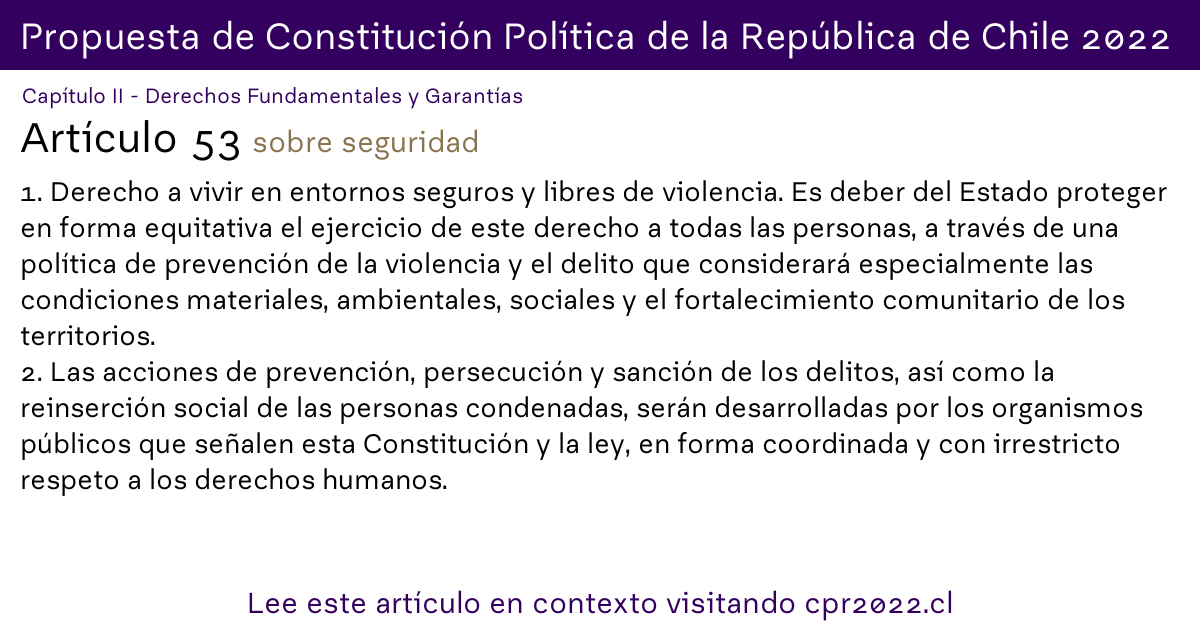 Propuesta de Constitución Política de la República de Chile 2022
Capítulo II - Derechos Fundamentales y Garantías
Artículo 53 sobre seguridad
1. Derecho a vivir en entornos seguros y libres de violencia. Es deber del Estado proteger
en forma equitativa el ejercicio de este derecho a todas las personas, a través de una
política de prevención de la violencia y el delito que considerará especialmente las
condiciones materiales, ambientales, sociales y el fortalecimiento comunitario de los
territorios.
2. Las acciones de prevención, persecución y sanción de los delitos, así como la
reinserción social de las personas condenadas, serán desarrolladas por los organismos
públicos que señalen esta Constitución y la ley, en forma coordinada y con irrestricto
respeto a los derechos humanos.
Lee este artículo en contexto visitando cpr2022.cl